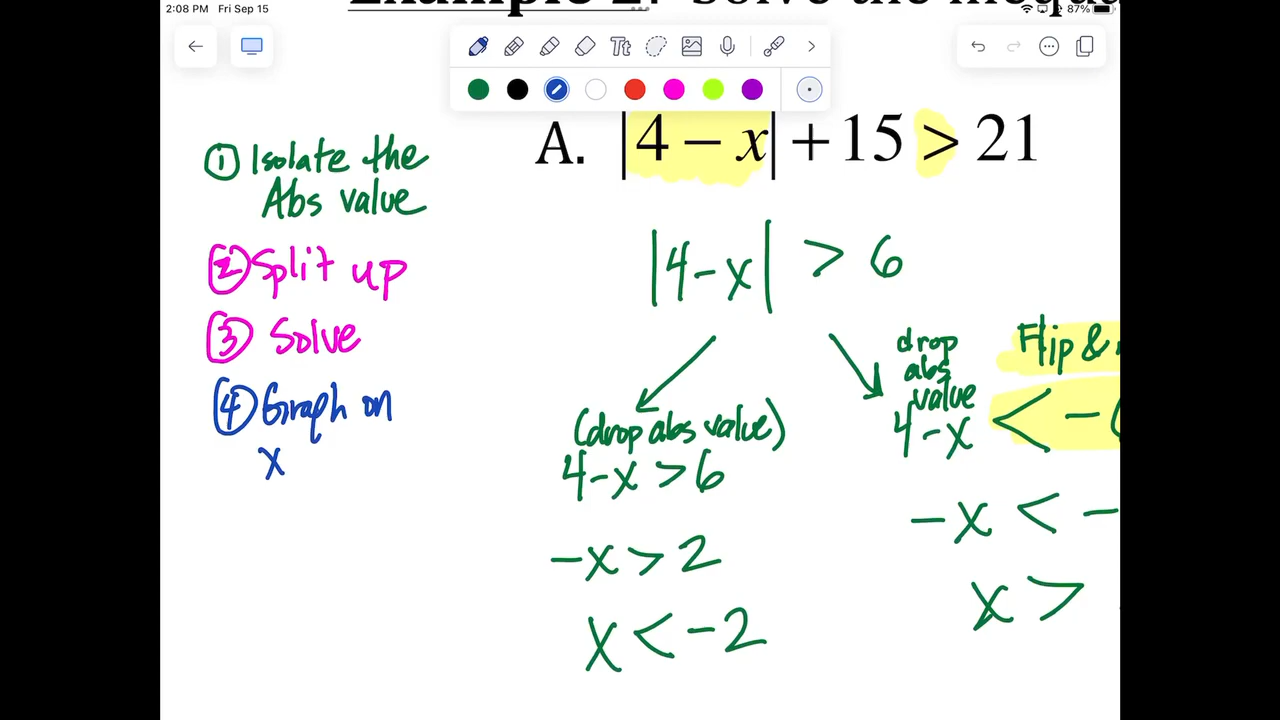 2:08 PM Fri Sep 15
87%
Tt
A. |4 − x| + 15 > 21
① Isolate the
Abs value
② Split up
③ Solve
④ Graph on
x
|4-x| > 6
drop
abs
value
4-x < -
Flip &
(drop abs value)
4-x > 6
-x > 2
x < -2
-x < -
x >